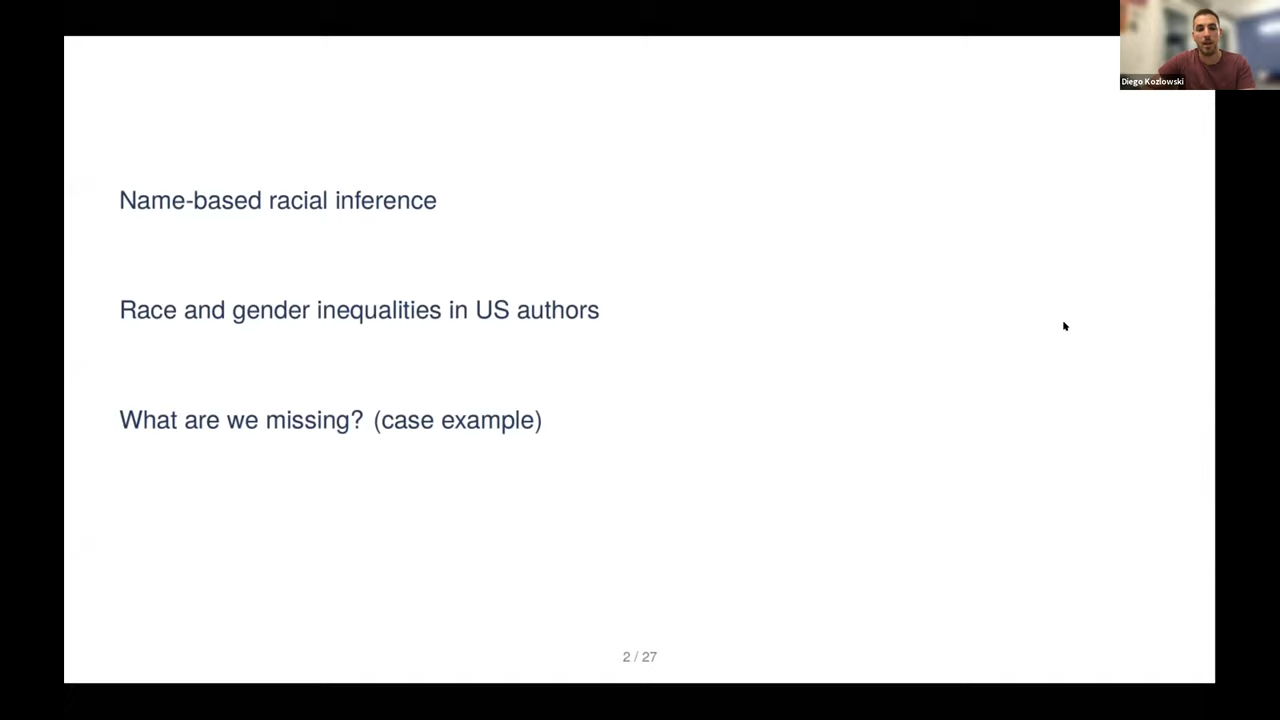 Diego Kozlowski
Name-based racial inference
Race and gender inequalities in US authors
What are we missing? (case example)
2 / 27